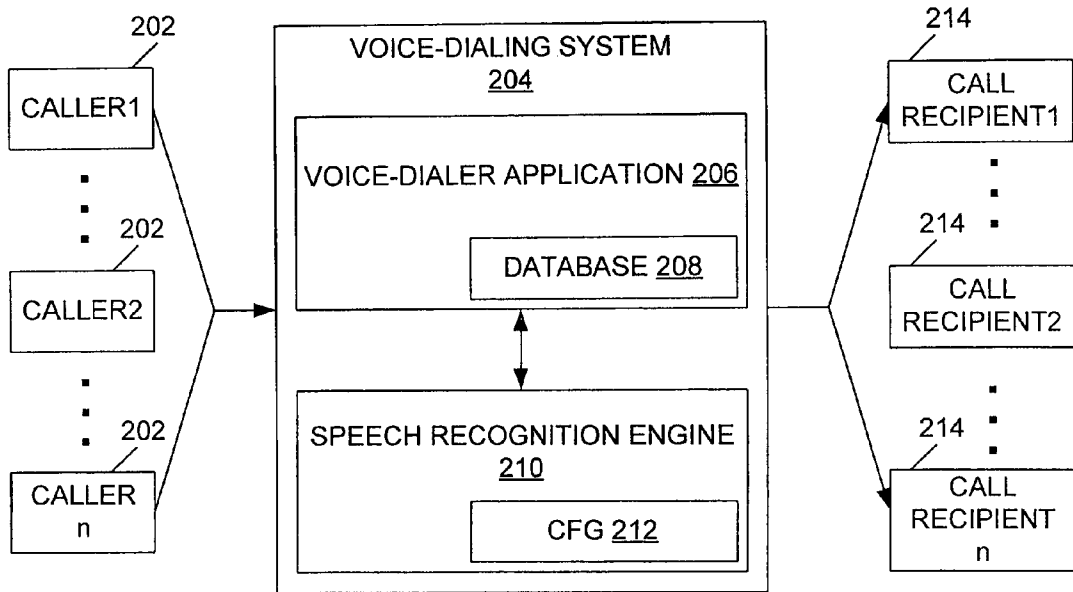 202
CALLER1
202
CALLER2
202
CALLER
n
VOICE-DIALING SYSTEM
204
VOICE-DIALER APPLICATION 206
DATABASE 208
SPEECH RECOGNITION ENGINE
210
CFG 212
214
CALL
RECIPIENT1
214
CALL
RECIPIENT2
214
CALL
RECIPIENT
n